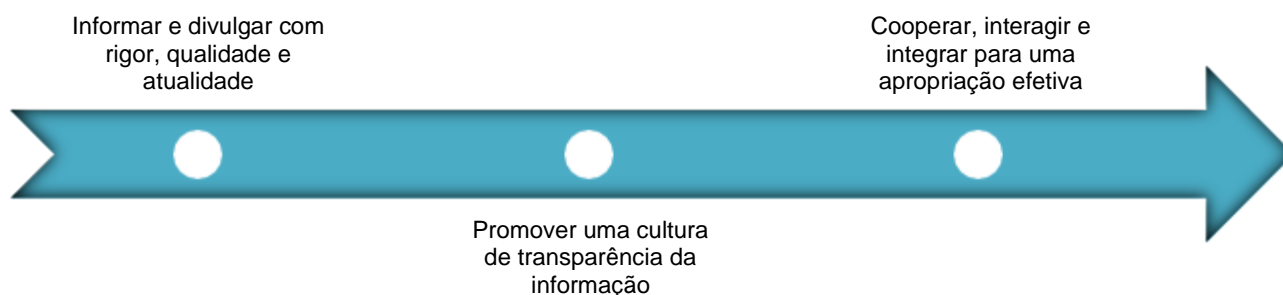 Informar e divulgar com
rigor, qualidade e
atualidade
Promover uma cultura
de transparência da
informação
Cooperar, interagir e
integrar para uma
apropriação efetiva